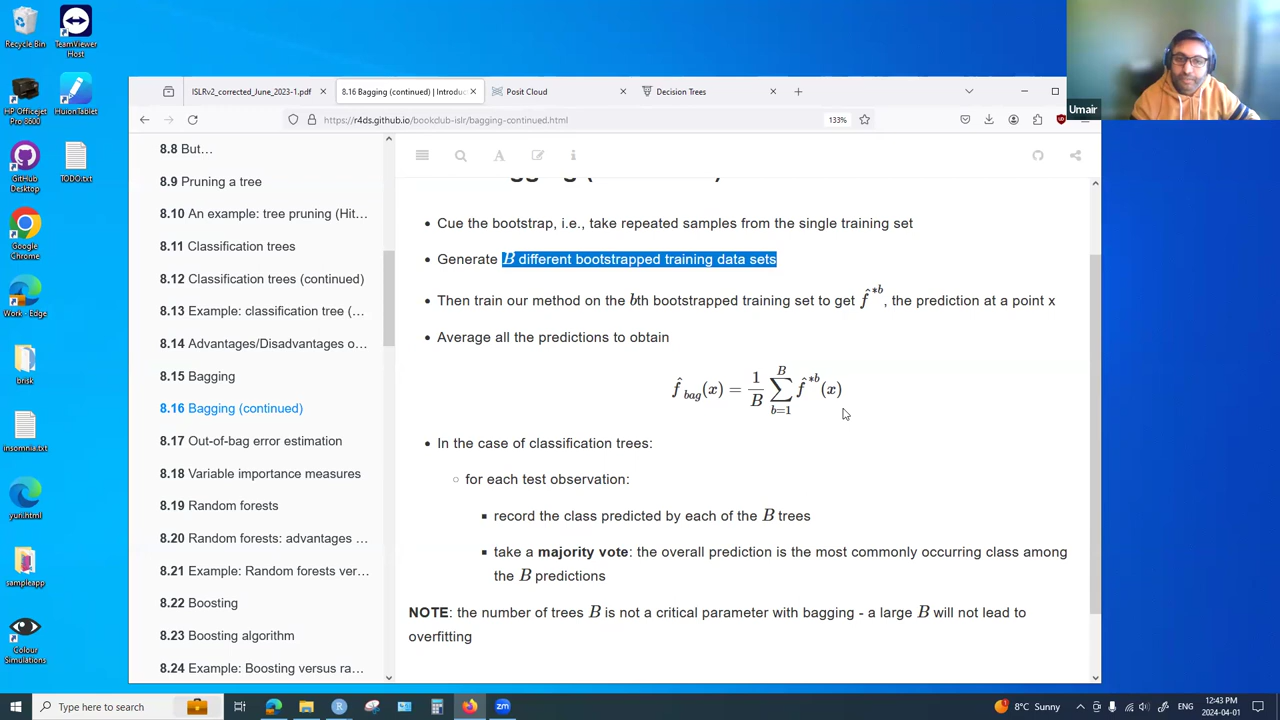 Recycle Bin
TeamViewer
Host
HP OfficeJet
Pro 8600
HuionTablet
GitHub
Desktop
TODO.txt
Google
Chrome
Work - Edge
brisk
insomnia.txt
yuri.html
sampleapp
Colour
Simulations
ISLRv2_corrected_June_2023-1.pdf
8.16 Bagging (continued) | Introduc
Posit Cloud
Decision Trees
https://r4ds.github.io/bookclub-islr/bagging-continued.html
133%
Umair
8.8 But…
8.9 Pruning a tree
8.10 An example: tree pruning (Hit…
8.11 Classification trees
8.12 Classification trees (continued)
8.13 Example: classification tree (…
8.14 Advantages/Disadvantages o…
8.15 Bagging
8.16 Bagging (continued)
8.17 Out-of-bag error estimation
8.18 Variable importance measures
8.19 Random forests
8.20 Random forests: advantages …
8.21 Example: Random forests ver…
8.22 Boosting
8.23 Boosting algorithm
8.24 Example: Boosting versus ra…
• Cue the bootstrap, i.e., take repeated samples from the single training set
• Generate B different bootstrapped training data sets
• Then train our method on the bth bootstrapped training set to get f̂*ᵇ, the prediction at a point x
• Average all the predictions to obtain
f̂_bag(x) = 1/B ∑_{b=1}^{B} f̂*ᵇ(x)
• In the case of classification trees:
○ for each test observation:
▪ record the class predicted by each of the B trees
▪ take a majority vote: the overall prediction is the most commonly occurring class among
the B predictions
NOTE: the number of trees B is not a critical parameter with bagging - a large B will not lead to
overfitting
Type here to search
8°C Sunny
ENG
12:43 PM
2024-04-01